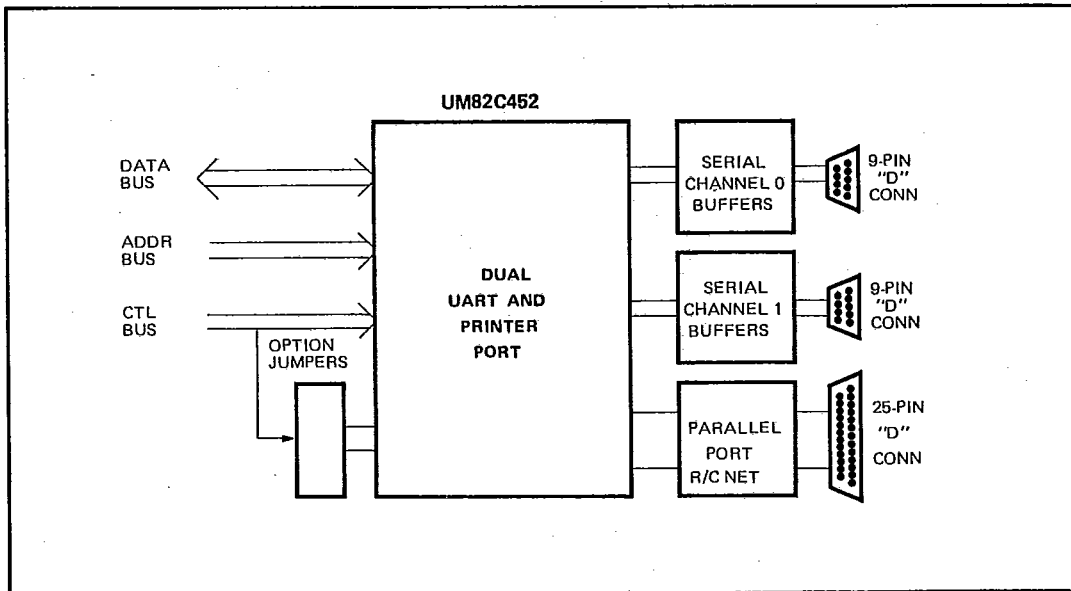 UM82C452
DATA
BUS
ADDR
BUS
CTL
BUS
OPTION
JUMPERS
DUAL
UART AND
PRINTER
PORT
SERIAL
CHANNEL 0
BUFFERS
9-PIN
"D"
CONN
SERIAL
CHANNEL 1
BUFFERS
9-PIN
"D"
CONN
PARALLEL
PORT
R/C NET
25-PIN
"D"
CONN